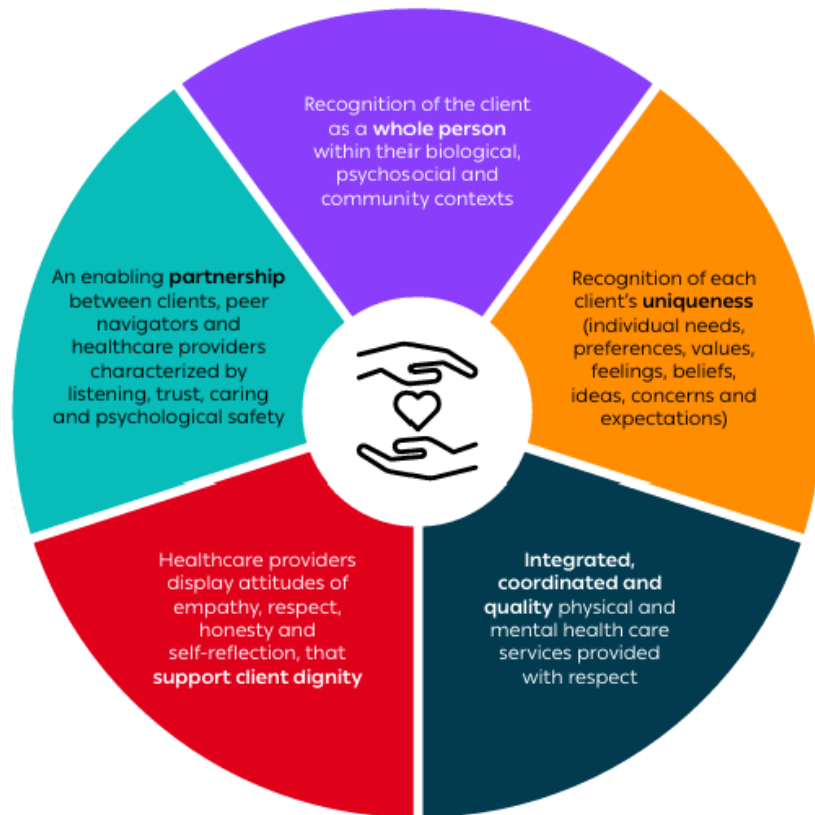 Recognition of the client
as a whole person
within their biological,
psychosocial and
community contexts
Recognition of each
client's uniqueness
(individual needs,
preferences, values,
feelings, beliefs,
ideas, concerns and
expectations)
Integrated,
coordinated and
quality physical and
mental health care
services provided
with respect
Healthcare providers
display attitudes of
empathy, respect,
honesty and
self-reflection, that
support client dignity
An enabling partnership
between clients, peer
navigators and
healthcare providers
characterized by
listening, trust, caring
and psychological safety